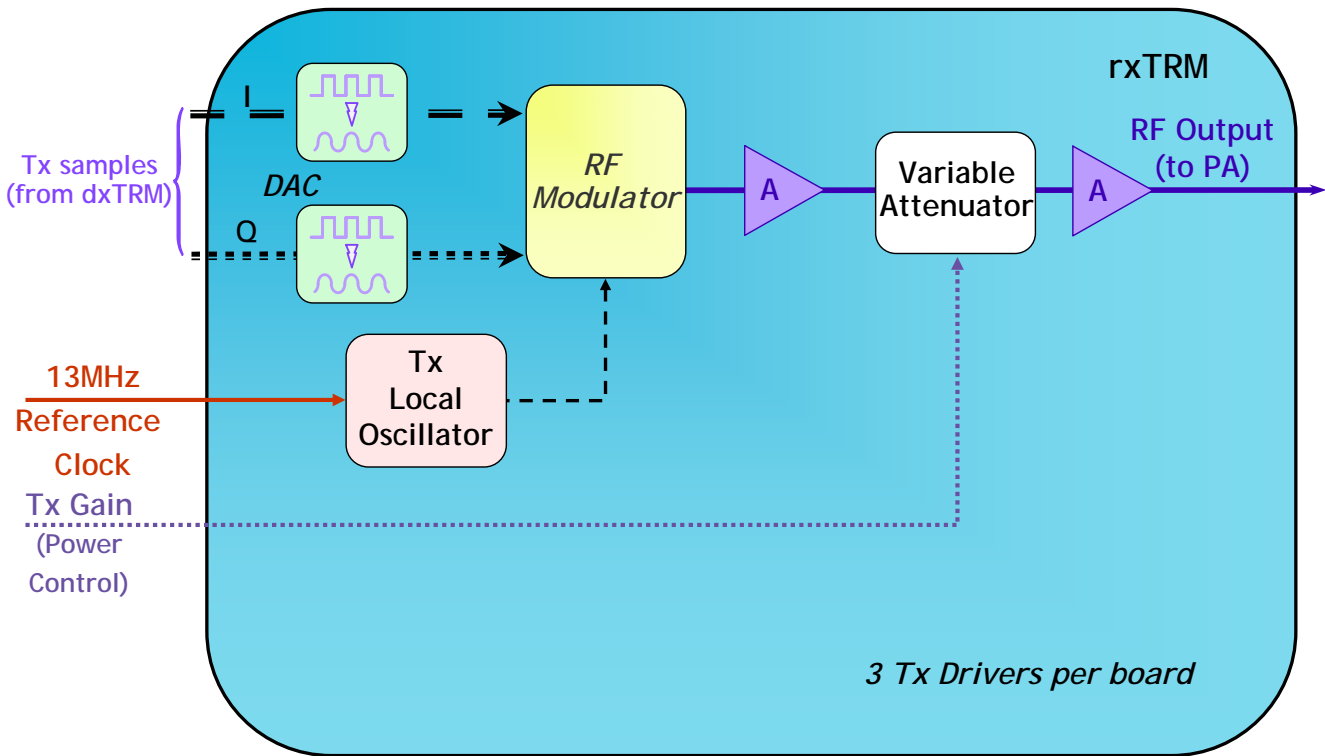 rxTRM
I
Tx samples
(from dxTRM)
DAC
Q
RF
Modulator
A
Variable
Attenuator
A
RF Output
(to PA)
13MHz
Reference
Clock
Tx
Local
Oscillator
Tx Gain
(Power
Control)
3 Tx Drivers per board